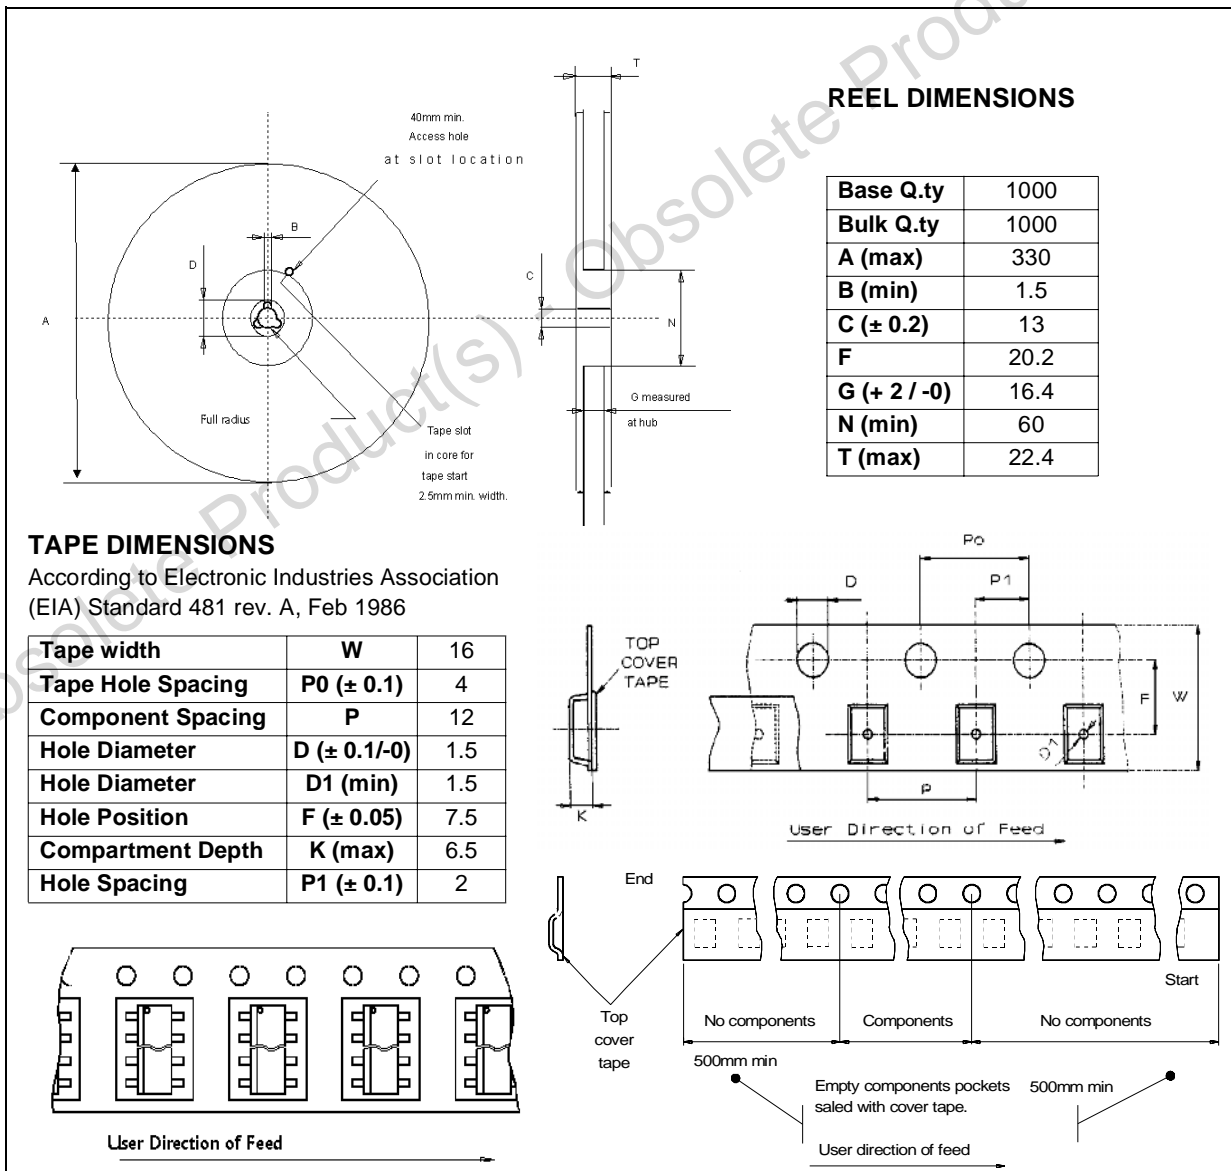 Obsolete Product(s) - Obsolete Product(s)
REEL DIMENSIONS
T
40mm min.
Access hole
at slot location
B
D
A
C
N
Full radius
G measured
at hub
Tape slot
in core for
tape start
2.5mm min. width.
Base Q.ty 1000
Bulk Q.ty 1000
A (max) 330
B (min) 1.5
C (± 0.2) 13
F 20.2
G (+ 2 / -0) 16.4
N (min) 60
T (max) 22.4
TAPE DIMENSIONS
According to Electronic Industries Association
(EIA) Standard 481 rev. A, Feb 1986
Tape width W 16
Tape Hole Spacing P0 (± 0.1) 4
Component Spacing P 12
Hole Diameter D (± 0.1/-0) 1.5
Hole Diameter D1 (min) 1.5
Hole Position F (± 0.05) 7.5
Compartment Depth K (max) 6.5
Hole Spacing P1 (± 0.1) 2
Po
D
P1
TOP
COVER
TAPE
F
W
D1
K
P
User Direction of Feed
End
Start
Top
cover
tape
No components
Components
No components
500mm min
500mm min
Empty components pockets
saled with cover tape.
User direction of feed
User Direction of Feed